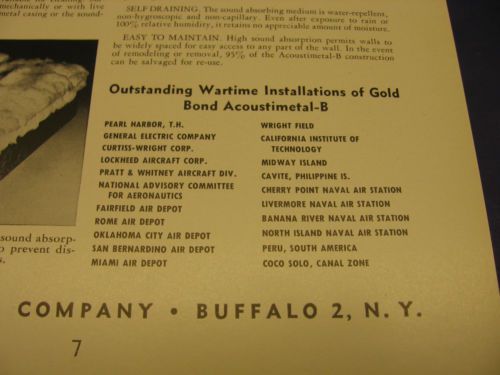 mechanically or with live
metal casing or the sound-
SELF DRAINING. The sound absorbing medium is water-repellent,
non-hygroscopic and non-capillary. Even after exposure to rain or
100% relative humidity, it retains no appreciable amount of moisture.
EASY TO MAINTAIN. High sound absorption permits walls to
be widely spaced for easy access to any part of the wall. In the event
of remodeling or removal, 95% of the Acoustimetal-B construction
can be salvaged for re-use.
Outstanding Wartime Installations of Gold
Bond Acoustimetal-B
PEARL HARBOR, T.H.
GENERAL ELECTRIC COMPANY
CURTISS-WRIGHT CORP.
LOCKHEED AIRCRAFT CORP.
PRATT & WHITNEY AIRCRAFT DIV.
NATIONAL ADVISORY COMMITTEE
FOR AERONAUTICS
FAIRFIELD AIR DEPOT
ROME AIR DEPOT
OKLAHOMA CITY AIR DEPOT
SAN BERNARDINO AIR DEPOT
MIAMI AIR DEPOT
WRIGHT FIELD
CALIFORNIA INSTITUTE OF
TECHNOLOGY
MIDWAY ISLAND
CAVITE, PHILIPPINE IS.
CHERRY POINT NAVAL AIR STATION
LIVERMORE NAVAL AIR STATION
BANANA RIVER NAVAL AIR STATION
NORTH ISLAND NAVAL AIR STATION
PERU, SOUTH AMERICA
COCO SOLO, CANAL ZONE
sound absorp-
o prevent dis-
s.
COMPANY • BUFFALO 2, N. Y.
7